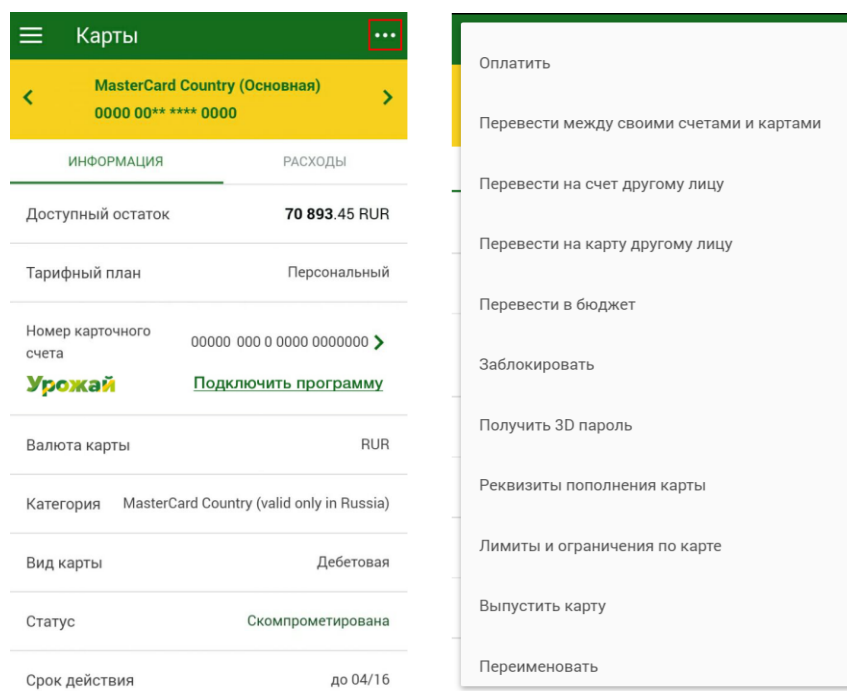 Карты
MasterCard Country (Основная)
0000 00** **** 0000
ИНФОРМАЦИЯ РАСХОДЫ
Доступный остаток 70 893.45 RUR
Тарифный план Персональный
Номер карточного
счета
00000 000 0 0000 0000000
Урожай Подключить программу
Валюта карты RUR
Категория MasterCard Country (valid only in Russia)
Вид карты Дебетовая
Статус Скомпрометирована
Срок действия до 04/16
Оплатить
Перевести между своими счетами и картами
Перевести на счет другому лицу
Перевести на карту другому лицу
Перевести в бюджет
Заблокировать
Получить 3D пароль
Реквизиты пополнения карты
Лимиты и ограничения по карте
Выпустить карту
Переименовать